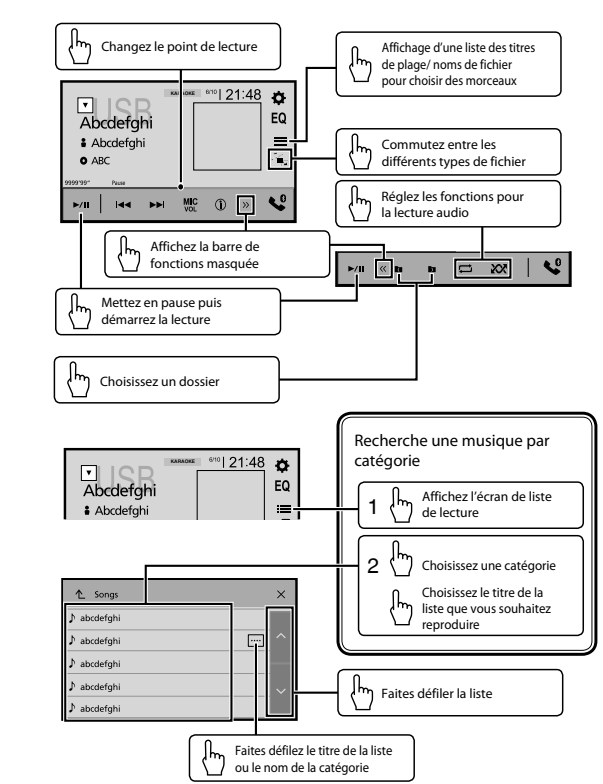 Changez le point de lecture
Affichage d'une liste des titres
de plage/ noms de fichier
pour choisir des morceaux
USB
KARAOKE
6/10
21:48
Abcdefghi
EQ
Abcdefghi
ABC
9999'99"
Pause
MIC
VOL
Commutez entre les
différents types de fichier
Réglez les fonctions pour
la lecture audio
Affichez la barre de
fonctions masquée
Mettez en pause puis
démarrez la lecture
Choisissez un dossier
USB
KARAOKE
6/10
21:48
Abcdefghi
EQ
Abcdefghi
Recherche une musique par
catégorie
1
Affichez l'écran de liste
de lecture
2
Choisissez une catégorie
Choisissez le titre de la
liste que vous souhaitez
reproduire
Songs
abcdefghi
abcdefghi
abcdefghi
abcdefghi
abcdefghi
Faites défiler la liste
Faites défilez le titre de la liste
ou le nom de la catégorie